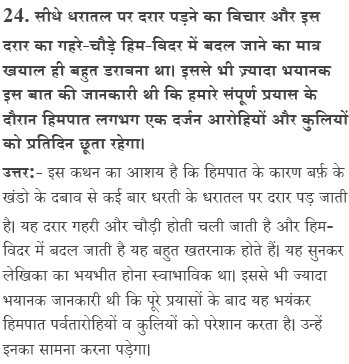 24. सीधे धरातल पर दरार पड़ने का विचार और इस
दरार का गहरे-चौड़े हिम-विदर में बदल जाने का मात्र
खयाल ही बहुत डरावना था। इससे भी ज़्यादा भयानक
इस बात की जानकारी थी कि हमारे संपूर्ण प्रयास के
दौरान हिमपात लगभग एक दर्जन आरोहियों और कुलियों
को प्रतिदिन छूता रहेगा।
उत्तर:- इस कथन का आशय है कि हिमपात के कारण बर्फ़ के
खंडो के दबाव से कई बार धरती के धरातल पर दरार पड़ जाती
है। यह दरार गहरी और चौड़ी होती चली जाती है और हिम-
विदर में बदल जाती है यह बहुत खतरनाक होते हैं। यह सुनकर
लेखिका का भयभीत होना स्वाभाविक था। इससे भी ज्यादा
भयानक जानकारी थी कि पूरे प्रयासों के बाद यह भयंकर
हिमपात पर्वतारोहियों व कुलियों को परेशान करता है। उन्हें
इनका सामना करना पड़ेगा।